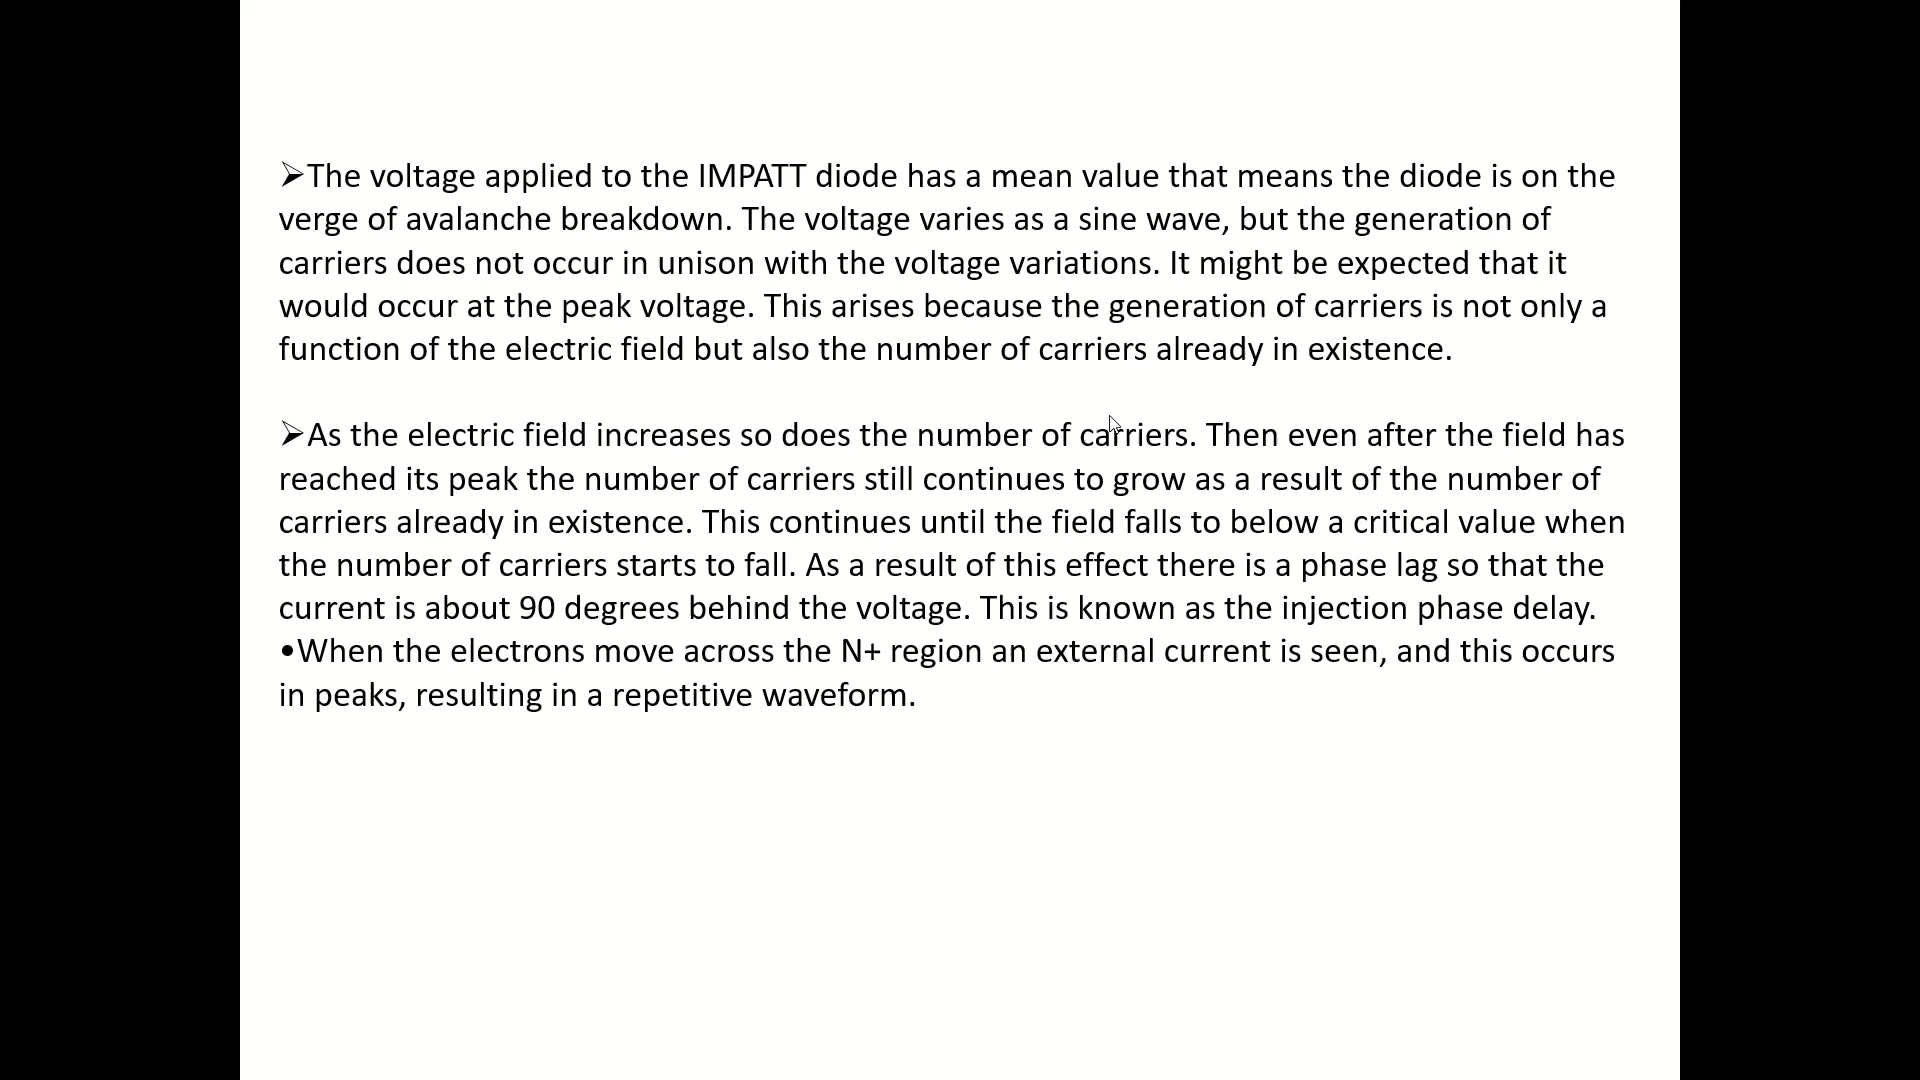 ➢The voltage applied to the IMPATT diode has a mean value that means the diode is on the
verge of avalanche breakdown. The voltage varies as a sine wave, but the generation of
carriers does not occur in unison with the voltage variations. It might be expected that it
would occur at the peak voltage. This arises because the generation of carriers is not only a
function of the electric field but also the number of carriers already in existence.
➢As the electric field increases so does the number of carriers. Then even after the field has
reached its peak the number of carriers still continues to grow as a result of the number of
carriers already in existence. This continues until the field falls to below a critical value when
the number of carriers starts to fall. As a result of this effect there is a phase lag so that the
current is about 90 degrees behind the voltage. This is known as the injection phase delay.
•When the electrons move across the N+ region an external current is seen, and this occurs
in peaks, resulting in a repetitive waveform.